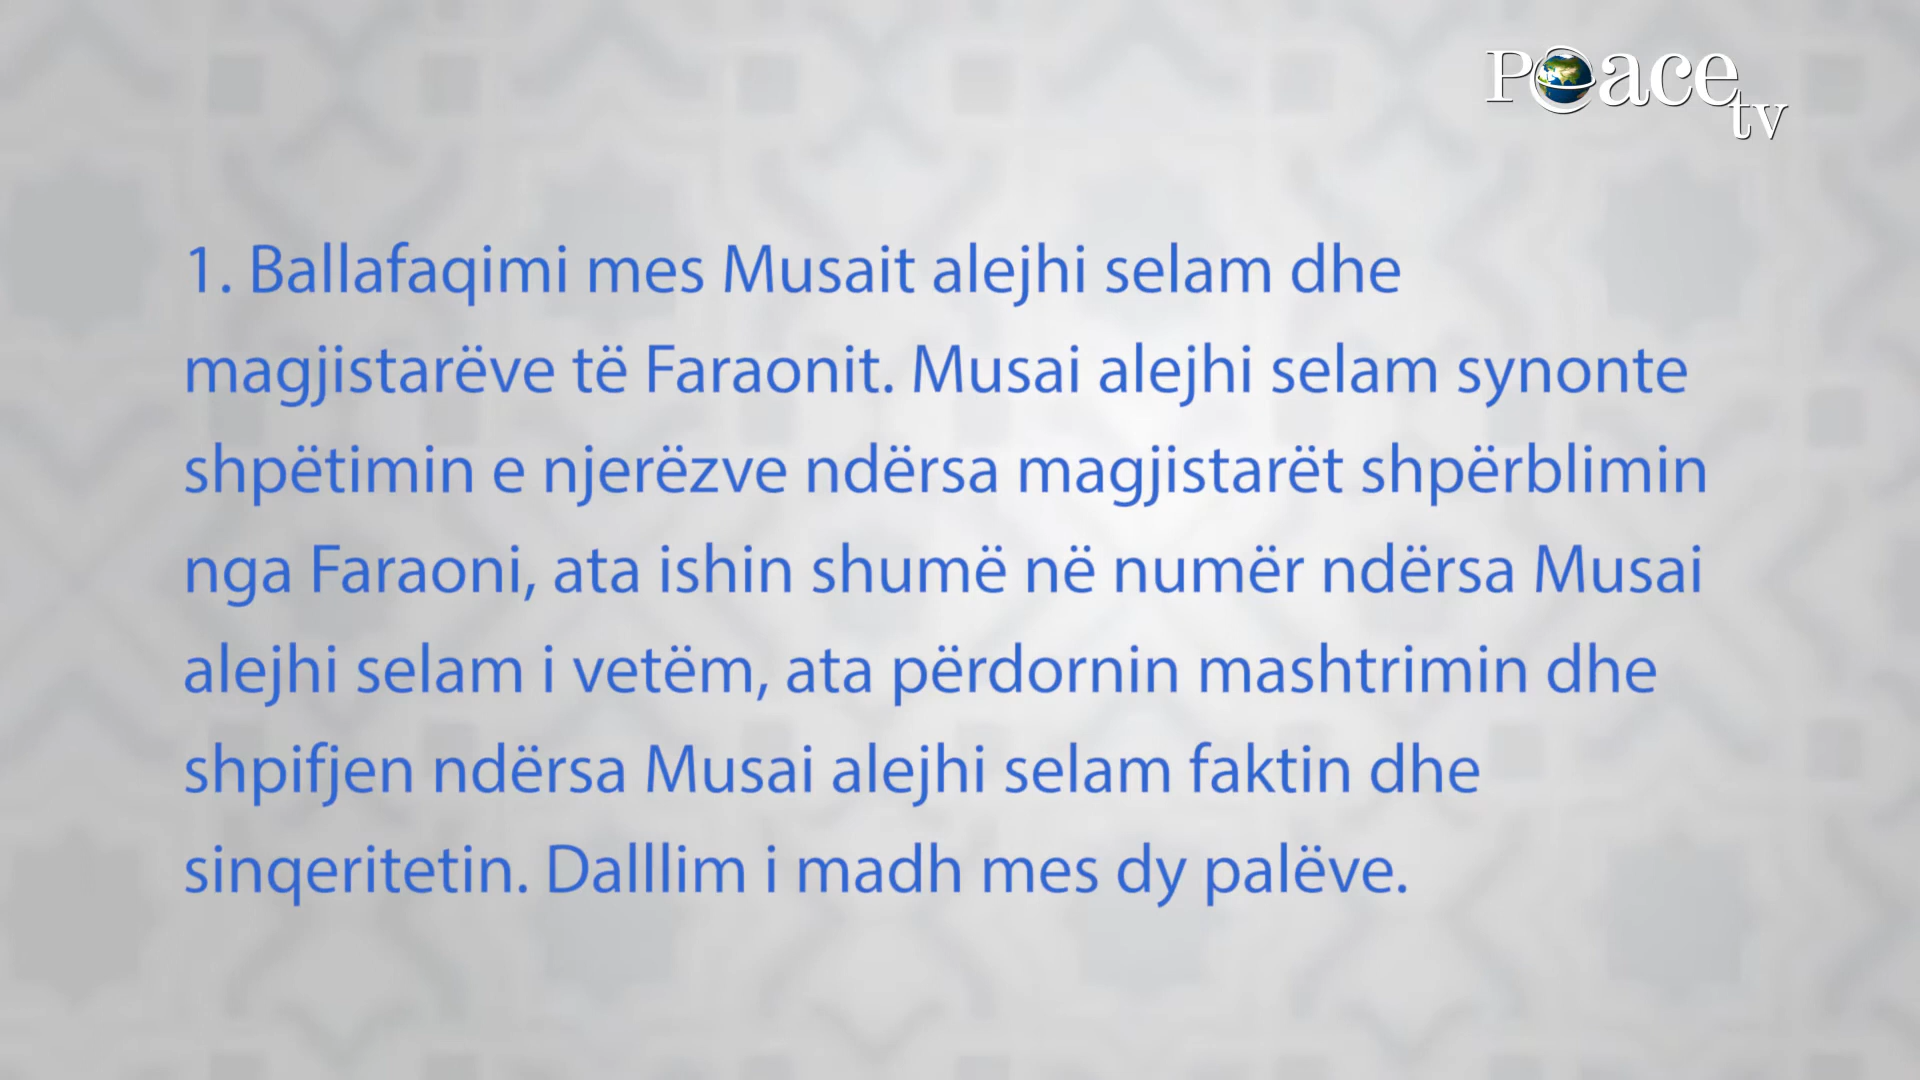 Peace tv
1. Ballafaqimi mes Musait alejhi selam dhe
magjistarëve të Faraonit. Musai alejhi selam synonte
shpëtimin e njerëzve ndërsa magjistarët shpërblimin
nga Faraoni, ata ishin shumë në numër ndërsa Musai
alejhi selam i vetëm, ata përdornin mashtrimin dhe
shpifjen ndërsa Musai alejhi selam faktin dhe
sinqeritetin. Dalllim i madh mes dy palëve.